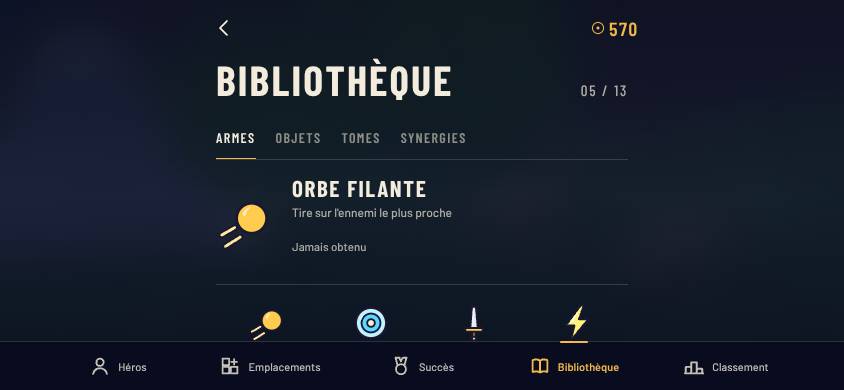 570
BIBLIOTHÈQUE
05 / 13
ARMES OBJETS TOMES SYNERGIES
ORBE FILANTE
Tire sur l'ennemi le plus proche
Jamais obtenu
Héros Emplacements Succès Bibliothèque Classement